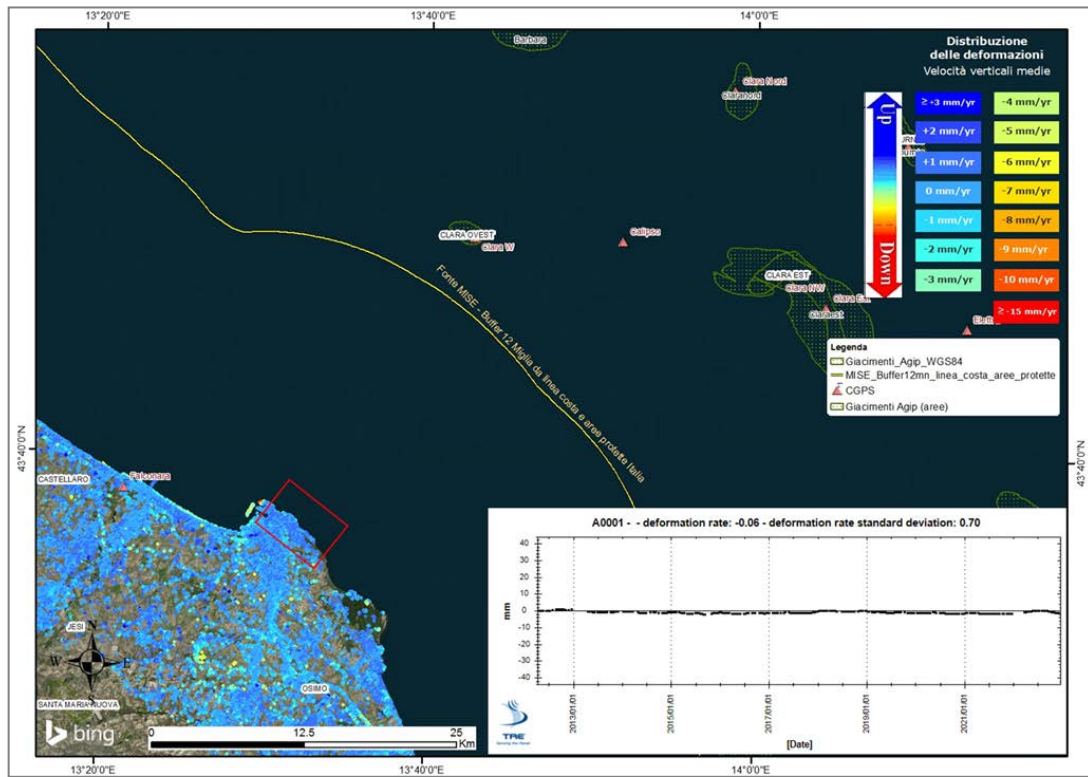 13°20'0"E
13°40'0"E
14°0'0"E
Barbara
Clara Nord
Claranord
Distribuzione
delle deformazioni
Velocità verticali medie
Up
Down
≥ +3 mm/yr
+2 mm/yr
+1 mm/yr
0 mm/yr
-1 mm/yr
-2 mm/yr
-3 mm/yr
-4 mm/yr
-5 mm/yr
-6 mm/yr
-7 mm/yr
-8 mm/yr
-9 mm/yr
-10 mm/yr
≥ -15 mm/yr
CLARA OVEST
Clara W
Calipso
CLARA EST
Clara NW
Claraest
Fonte MISE - Buffer 12 Miglia da linea costa e aree protette Italia
Legenda
Giacimenti_Agip_WGS84
MISE_Buffer12mn_linea_costa_aree_protette
CGPS
Giacimenti Agip (aree)
43°40'0"N
43°40'0"N
CASTELLARO
Falconara
JESI
N
W
E
S
SANTA MARIA NUOVA
OSIMO
bing
0
12.5
25
Km
A0001 - - deformation rate: -0.06 - deformation rate standard deviation: 0.70
mm
40
30
20
10
0
-10
-20
-30
-40
2013/01/01
2015/01/01
2017/01/01
2019/01/01
2021/01/01
[Date]
TRE
13°20'0"E
13°40'0"E
14°0'0"E